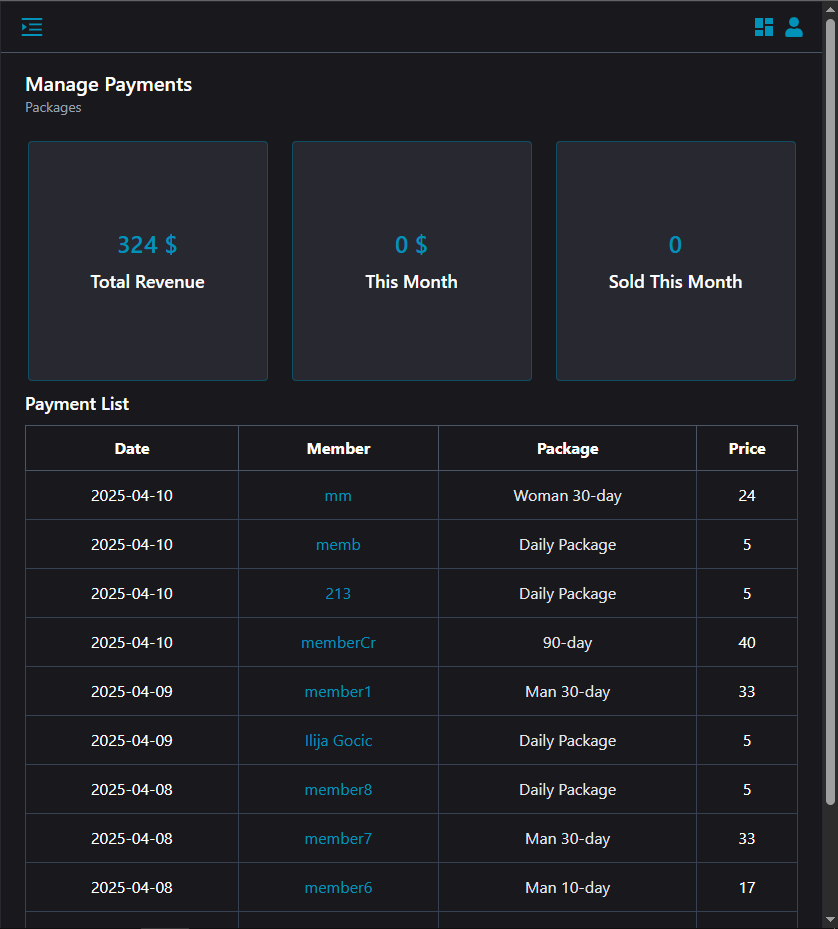 Manage Payments
Packages
324 $
Total Revenue
0 $
This Month
0
Sold This Month
Payment List
Date Member Package Price
2025-04-10 mm Woman 30-day 24
2025-04-10 memb Daily Package 5
2025-04-10 213 Daily Package 5
2025-04-10 memberCr 90-day 40
2025-04-09 member1 Man 30-day 33
2025-04-09 Ilija Gocic Daily Package 5
2025-04-08 member8 Daily Package 5
2025-04-08 member7 Man 30-day 33
2025-04-08 member6 Man 10-day 17